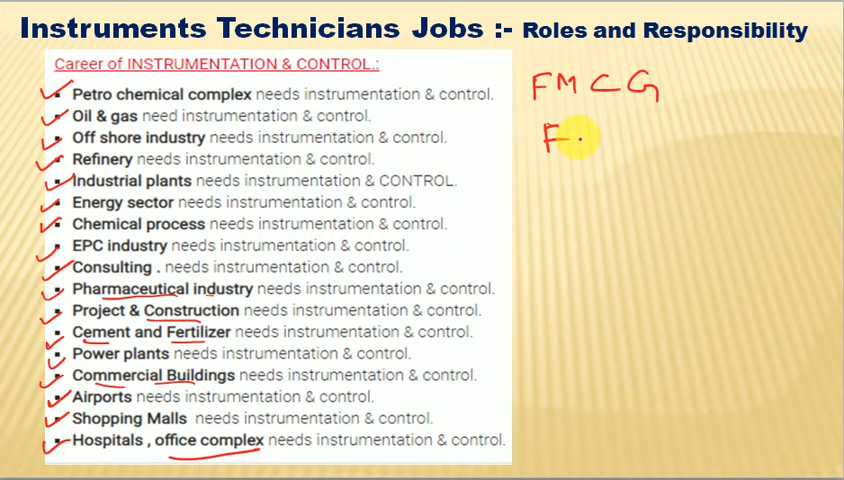 Instruments Technicians Jobs :- Roles and Responsibility
Career of INSTRUMENTATION & CONTROL.:
▪ Petro chemical complex needs instrumentation & control.
▪ Oil & gas need instrumentation & control.
▪ Off shore industry needs instrumentation & control.
▪ Refinery needs instrumentation & control.
▪ Industrial plants needs instrumentation & CONTROL.
▪ Energy sector needs instrumentation & control.
▪ Chemical process needs instrumentation & control.
▪ EPC industry needs instrumentation & control.
▪ Consulting . needs instrumentation & control.
▪ Pharmaceutical industry needs instrumentation & control.
▪ Project & Construction needs instrumentation & control.
▪ Cement and Fertilizer needs instrumentation & control.
▪ Power plants needs instrumentation & control.
▪ Commercial Buildings needs instrumentation & control.
▪ Airports needs instrumentation & control.
▪ Shopping Malls needs instrumentation & control.
▪ Hospitals , office complex needs instrumentation & control.
FMCG
F